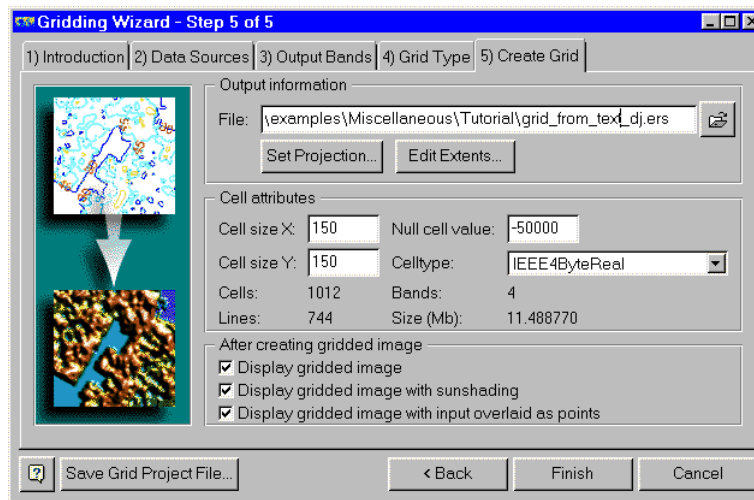 Gridding Wizard - Step 5 of 5
1) Introduction 2) Data Sources 3) Output Bands 4) Grid Type 5) Create Grid
Output information
File: \examples\Miscellaneous\Tutorial\grid_from_text_dj.ers
Set Projection... Edit Extents...
Cell attributes
Cell size X: 150 Null cell value: -50000
Cell size Y: 150 Celltype: IEEE4ByteReal
Cells: 1012 Bands: 4
Lines: 744 Size (Mb): 11.488770
After creating gridded image
Display gridded image
Display gridded image with sunshading
Display gridded image with input overlaid as points
? Save Grid Project File... < Back Finish Cancel